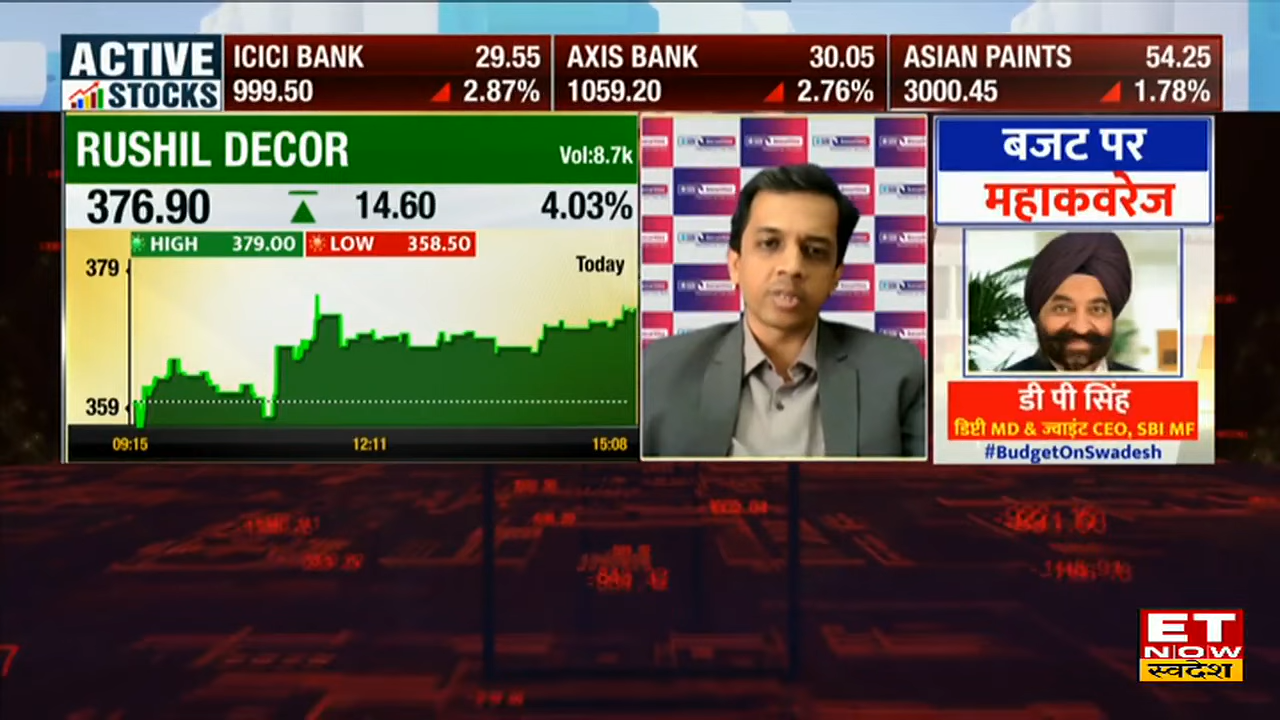 ACTIVE STOCKS
ICICI BANK 29.55
999.50 2.87%
AXIS BANK 30.05
1059.20 2.76%
ASIAN PAINTS 54.25
3000.45 1.78%
RUSHIL DECOR Vol:8.7k
376.90 14.60 4.03%
HIGH 379.00 LOW 358.50
379 Today
359
09:15 12:11 15:08
बजट पर
महाकवरेज
डी पी सिंह
डिप्टी MD & ज्वाइंट CEO, SBI MF
#BudgetOnSwadesh
ET
NOW
स्वदेश